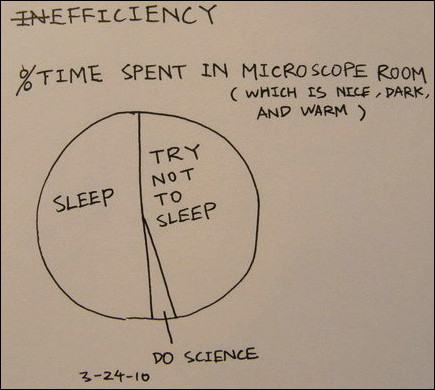 INEFFICIENCY
% TIME SPENT IN MICROSCOPE ROOM
(WHICH IS NICE, DARK,
AND WARM)
SLEEP
TRY
NOT
TO
SLEEP
DO SCIENCE
3-24-10